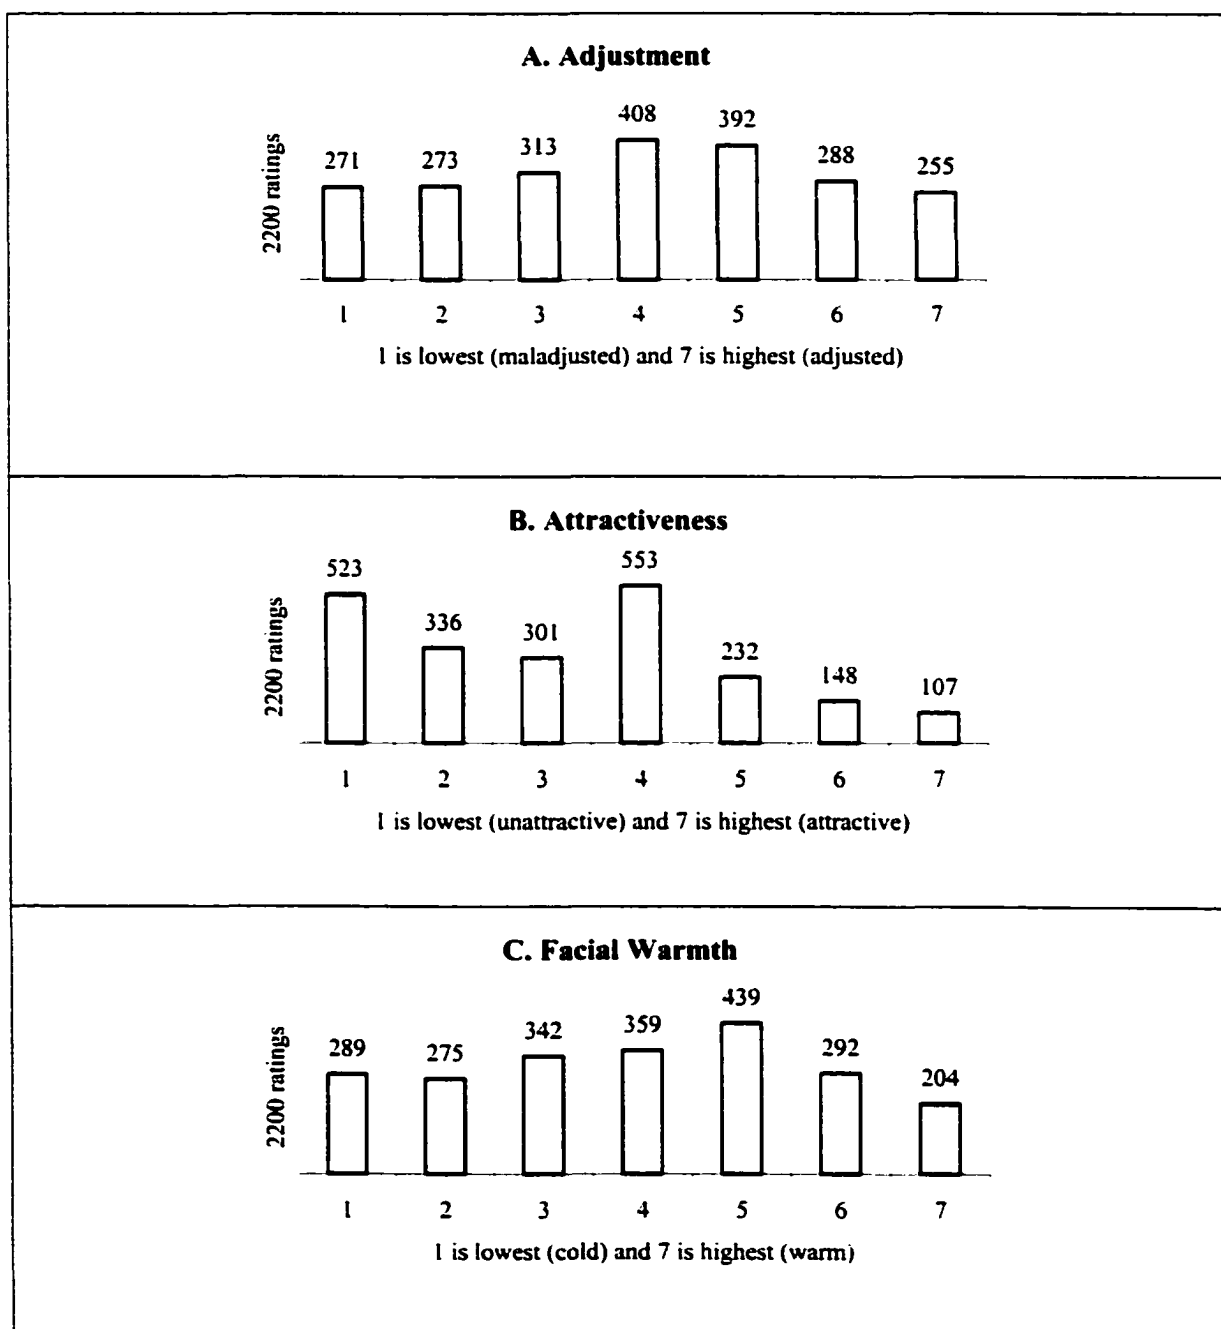 A. Adjustment
408
392
313
288
271
273
255
2200 ratings
1 2 3 4 5 6 7
1 is lowest (maladjusted) and 7 is highest (adjusted)
B. Attractiveness
553
523
336
301
232
148
107
2200 ratings
1 2 3 4 5 6 7
1 is lowest (unattractive) and 7 is highest (attractive)
C. Facial Warmth
439
359
342
289
292
275
204
2200 ratings
1 2 3 4 5 6 7
1 is lowest (cold) and 7 is highest (warm)